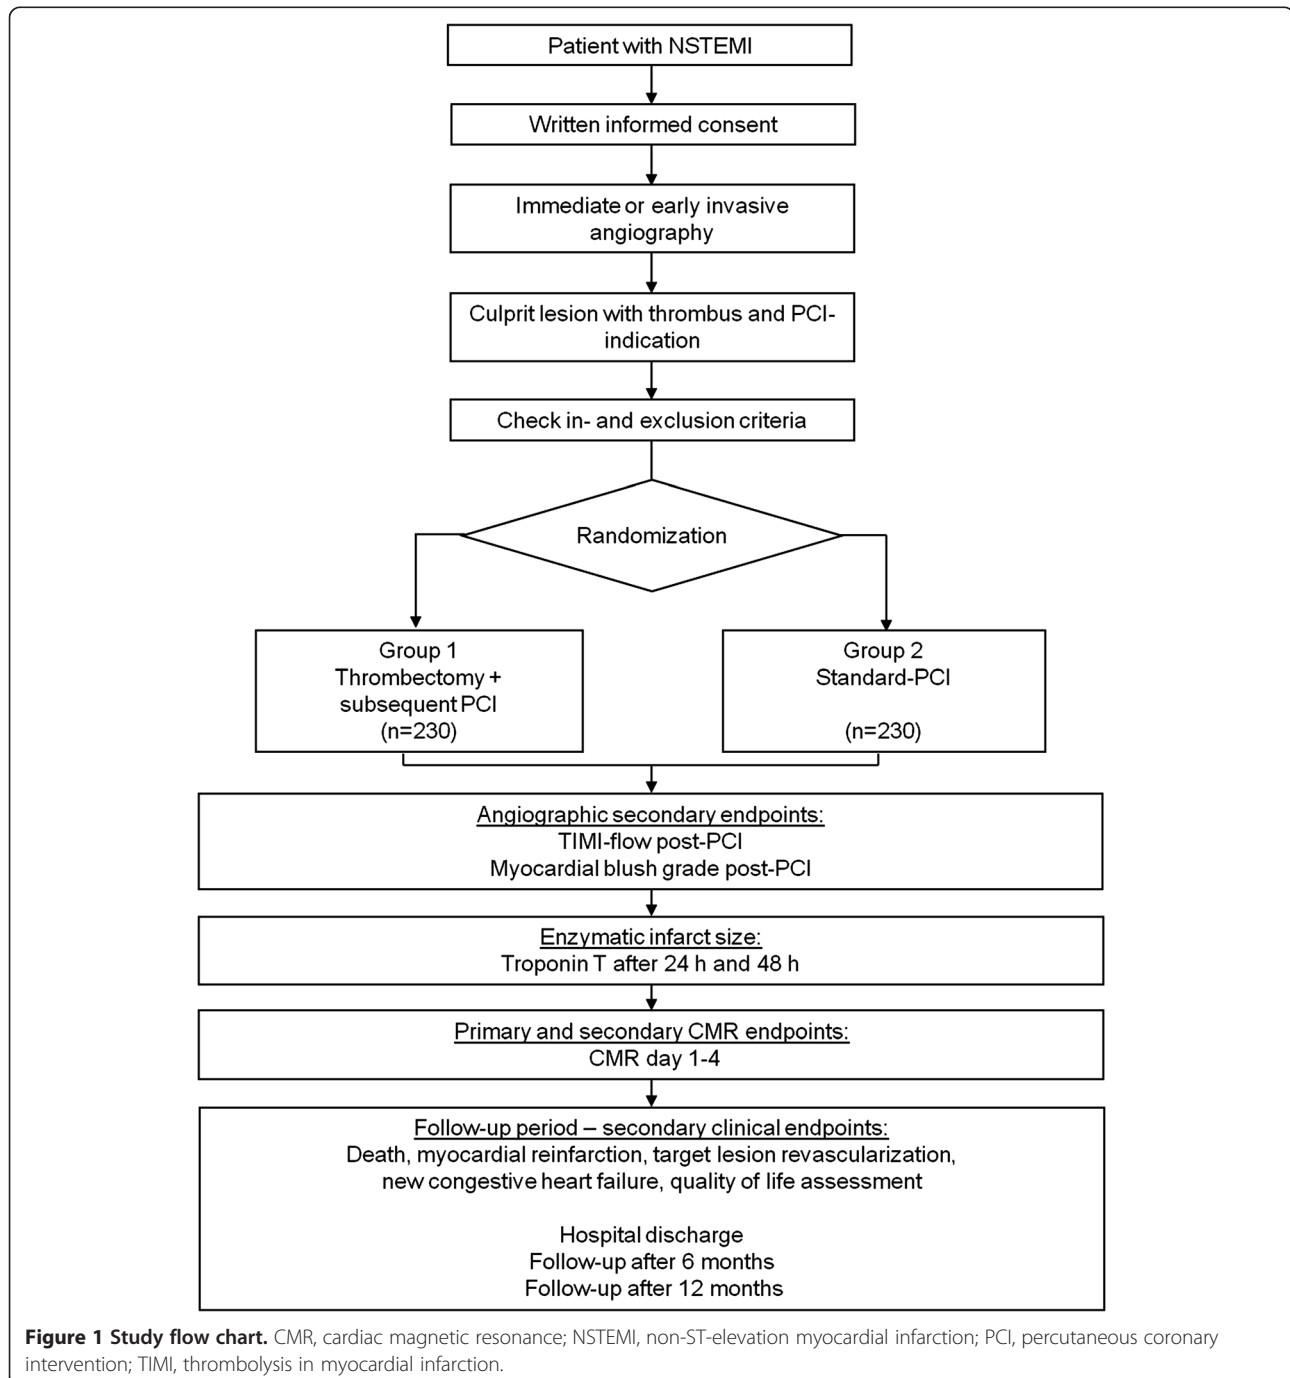 Patient with NSTEMI
Written informed consent
Immediate or early invasive
angiography
Culprit lesion with thrombus and PCI-
indication
Check in- and exclusion criteria
Randomization
Group 1
Thrombectomy +
subsequent PCI
(n=230)
Group 2
Standard-PCI
(n=230)
Angiographic secondary endpoints:
TIMI-flow post-PCI
Myocardial blush grade post-PCI
Enzymatic infarct size:
Troponin T after 24 h and 48 h
Primary and secondary CMR endpoints:
CMR day 1-4
Follow-up period – secondary clinical endpoints:
Death, myocardial reinfarction, target lesion revascularization,
new congestive heart failure, quality of life assessment
Hospital discharge
Follow-up after 6 months
Follow-up after 12 months
Figure 1 Study flow chart. CMR, cardiac magnetic resonance; NSTEMI, non-ST-elevation myocardial infarction; PCI, percutaneous coronary
intervention; TIMI, thrombolysis in myocardial infarction.